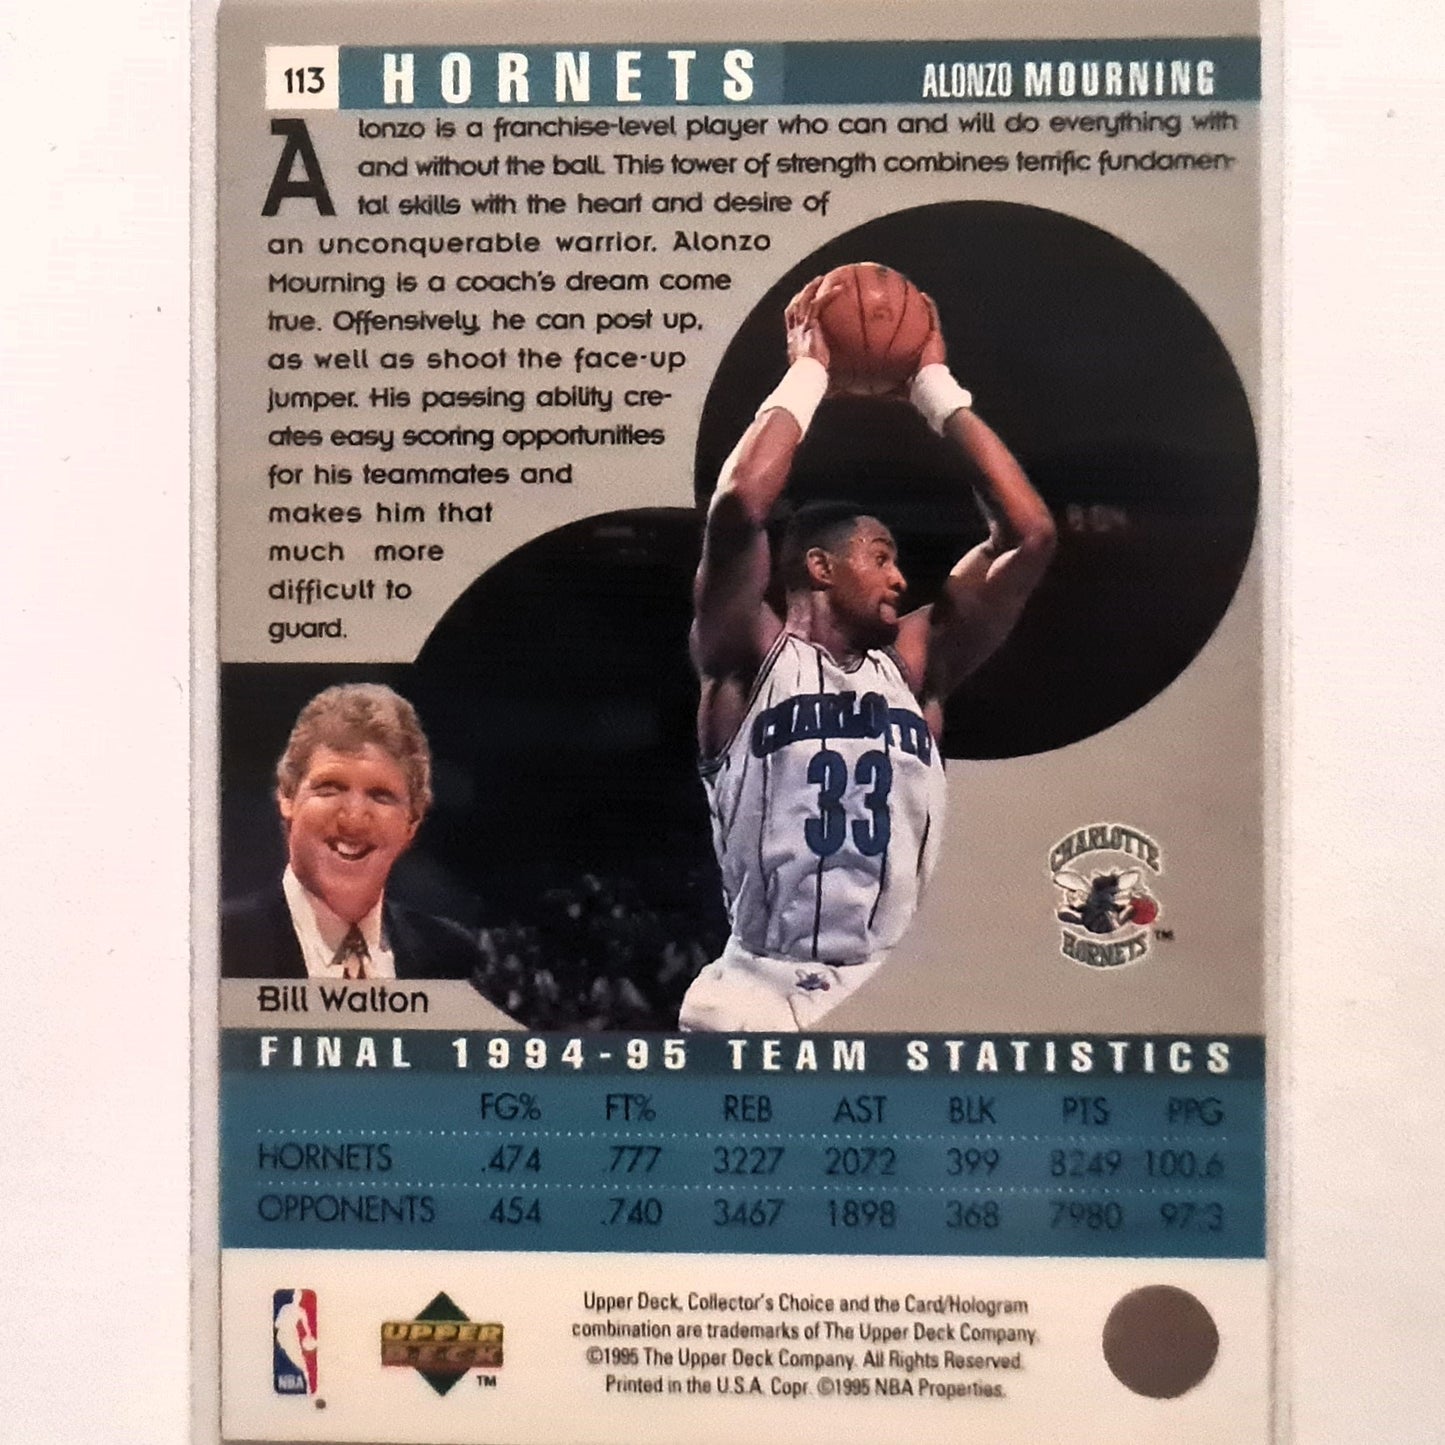 113 HORNETS ALONZO MOURNING
Alonzo is a franchise-level player who can and will do everything with
and without the ball. This tower of strength combines terrific fundamen-
tal skills with the heart and desire of
an unconquerable warrior. Alonzo
Mourning is a coach's dream come
true. Offensively, he can post up,
as well as shoot the face-up
jumper. His passing ability cre-
ates easy scoring opportunities
for his teammates and
makes him that
much more
difficult to
guard.
CHARLOTTE
33
CHARLOTTE
HORNETS TM
Bill Walton
FINAL 1994-95 TEAM STATISTICS
FG% FT% REB AST BLK PTS PPG
HORNETS .474 .777 3227 2072 399 8249 100.6
OPPONENTS .454 .740 3467 1898 368 7980 97.3
NBA
UPPER
DECK TM
Upper Deck, Collector's Choice and the Card/Hologram
combination are trademarks of The Upper Deck Company.
©1995 The Upper Deck Company. All Rights Reserved.
Printed in the U.S.A. Copr. ©1995 NBA Properties.